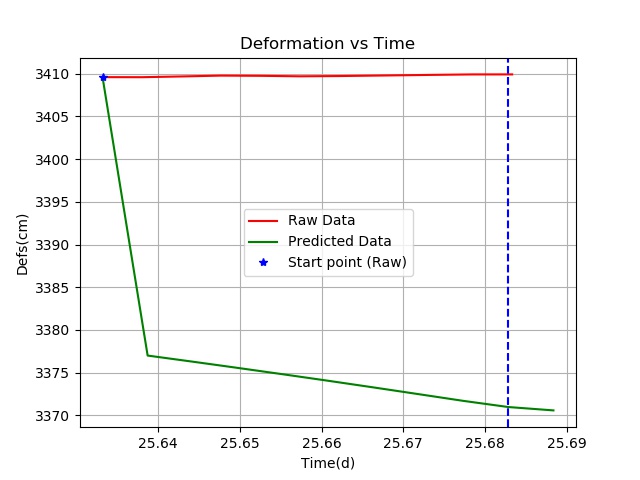 Deformation vs Time
3410
3405
3400
3395
3390
3385
3380
3375
3370
Defs(cm)
Raw Data
Predicted Data
Start point (Raw)
25.64 25.65 25.66 25.67 25.68 25.69
Time(d)